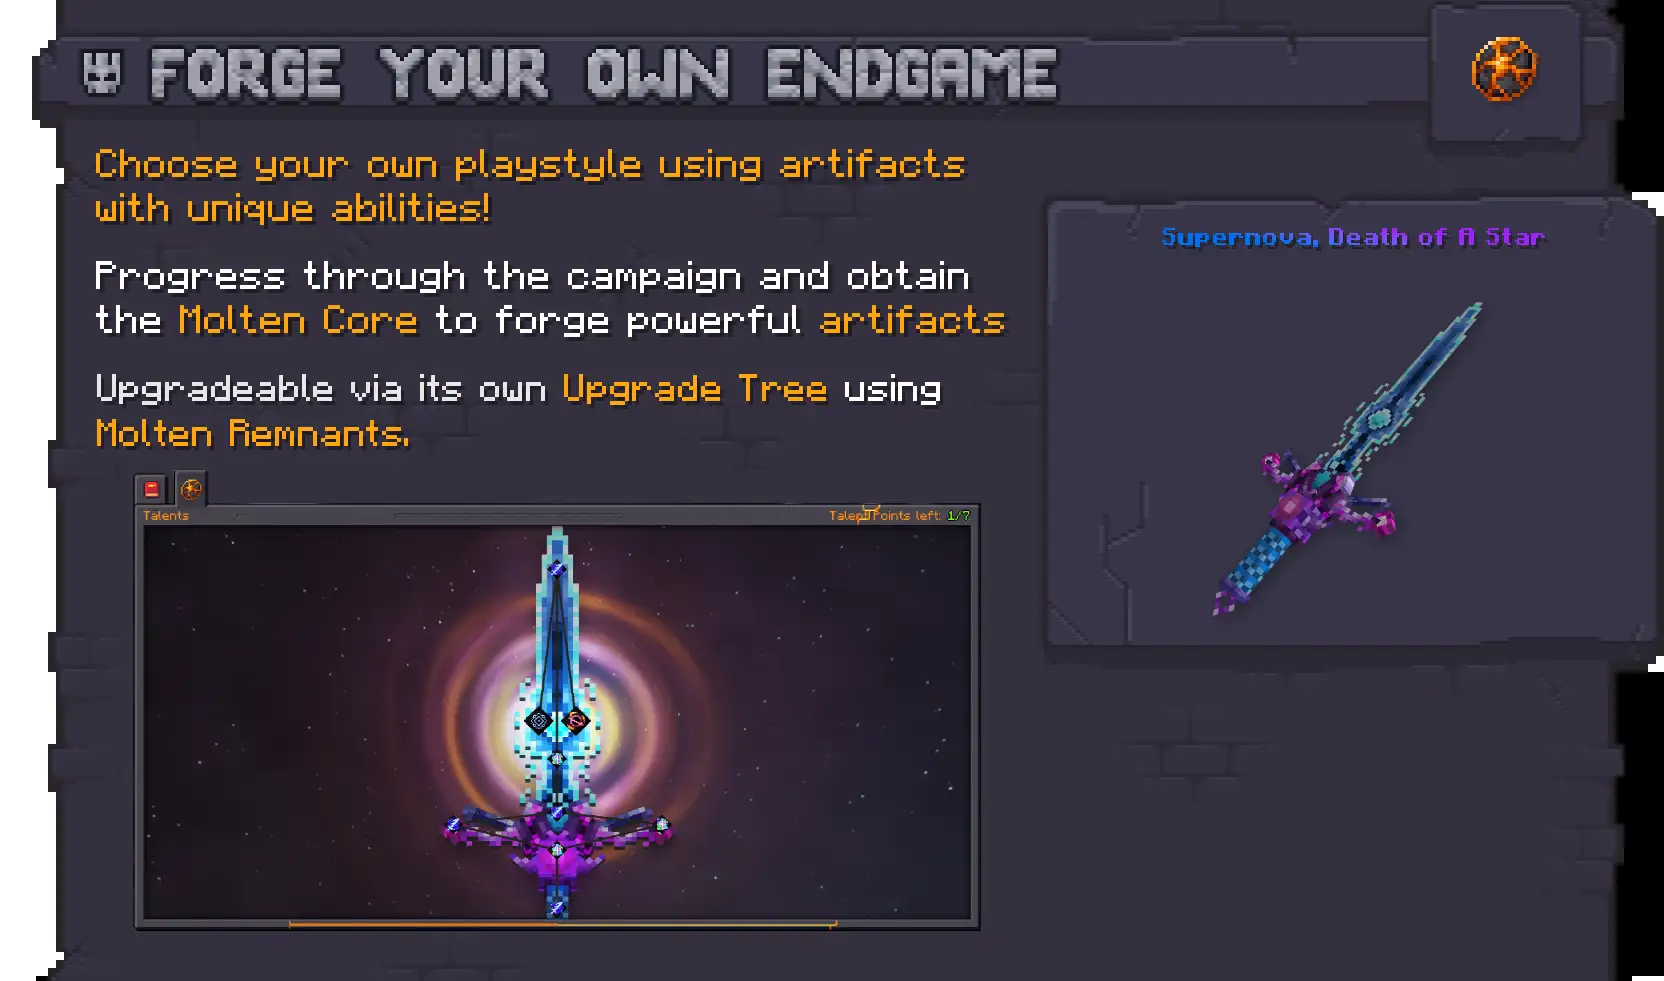 FORGE YOUR OWN ENDGAME
Choose your own playstyle using artifacts
with unique abilities!
Progress through the campaign and obtain
the Molten Core to forge powerful artifacts
Upgradeable via its own Upgrade Tree using
Molten Remnants.
Supernova, Death of A Star
Talents
Talent Points left: 1/7